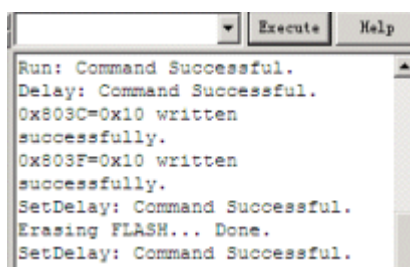 Execute Help
Run: Command Successful.
Delay: Command Successful.
0x803C=0x10 written
successfully.
0x803F=0x10 written
successfully.
SetDelay: Command Successful.
Erasing FLASH... Done.
SetDelay: Command Successful.